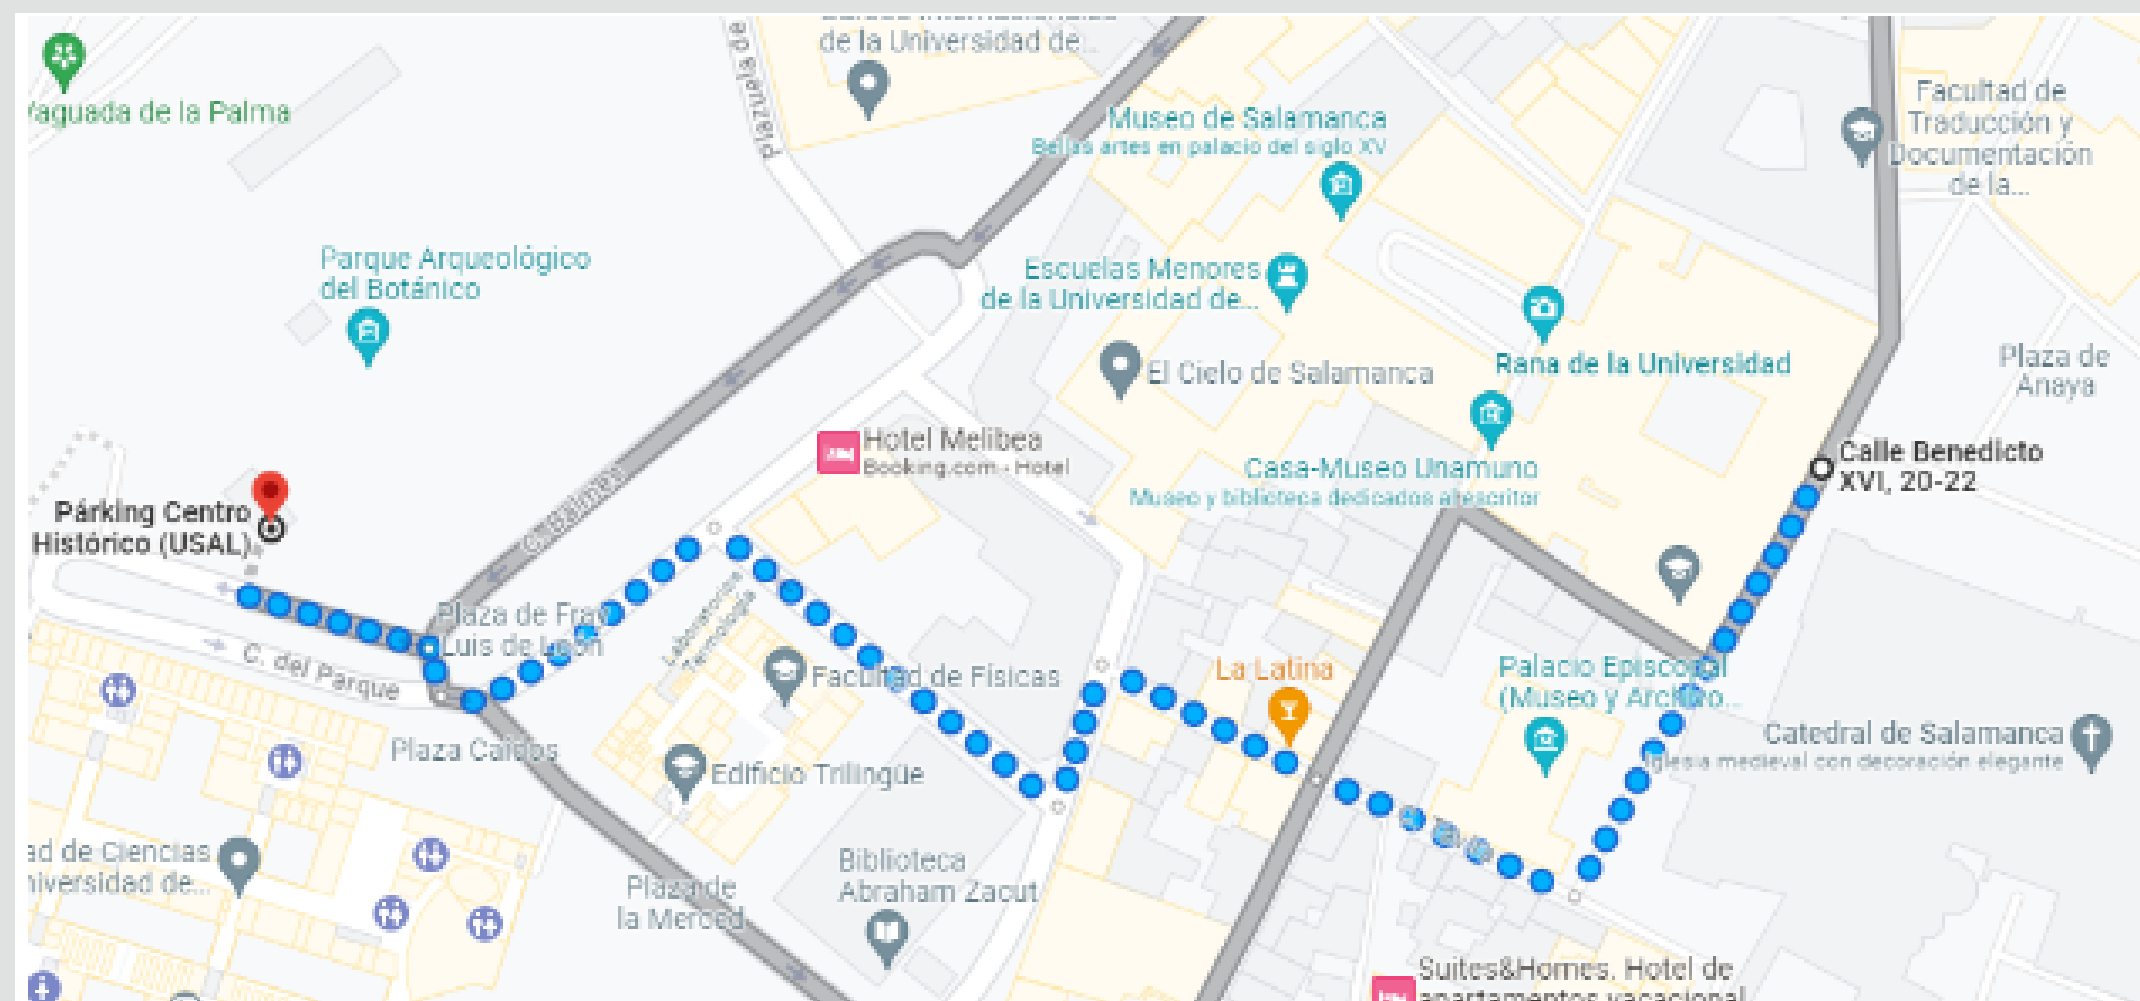 de la Universidad de...
Vaguada de la Palma
plazuela de
Museo de Salamanca
Bellas artes en palacio del siglo XV
Facultad de
Traducción y
Documentación
de la...
Parque Arqueológico
del Botánico
Escuelas Menores
de la Universidad de...
El Cielo de Salamanca
Rana de la Universidad
Plaza de
Anaya
Hotel Melibea
Booking.com - Hotel
Casa-Museo Unamuno
Museo y biblioteca dedicados al escritor
Calle Benedicto
XVI, 20-22
Párking Centro
Histórico (USAL)
C. Balmes
Plaza de Fray
Luis de León
C. del Parque
Plaza Caídos
Facultad de Físicas
Edificio Trilingüe
La Latina
Palacio Episcopal
(Museo y Archivo...
Catedral de Salamanca
Iglesia medieval con decoración elegante
ad de Ciencias
niversidad de...
Plaza de
la Merced
Biblioteca
Abraham Zacut
Suites&Homes. Hotel de
apartamentos vacacional